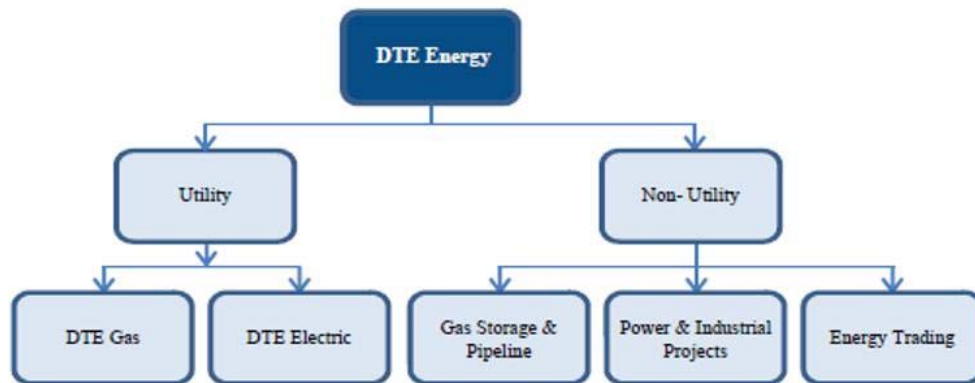 DTE Energy
Utility
Non- Utility
DTE Gas
DTE Electric
Gas Storage &
Pipeline
Power & Industrial
Projects
Energy Trading